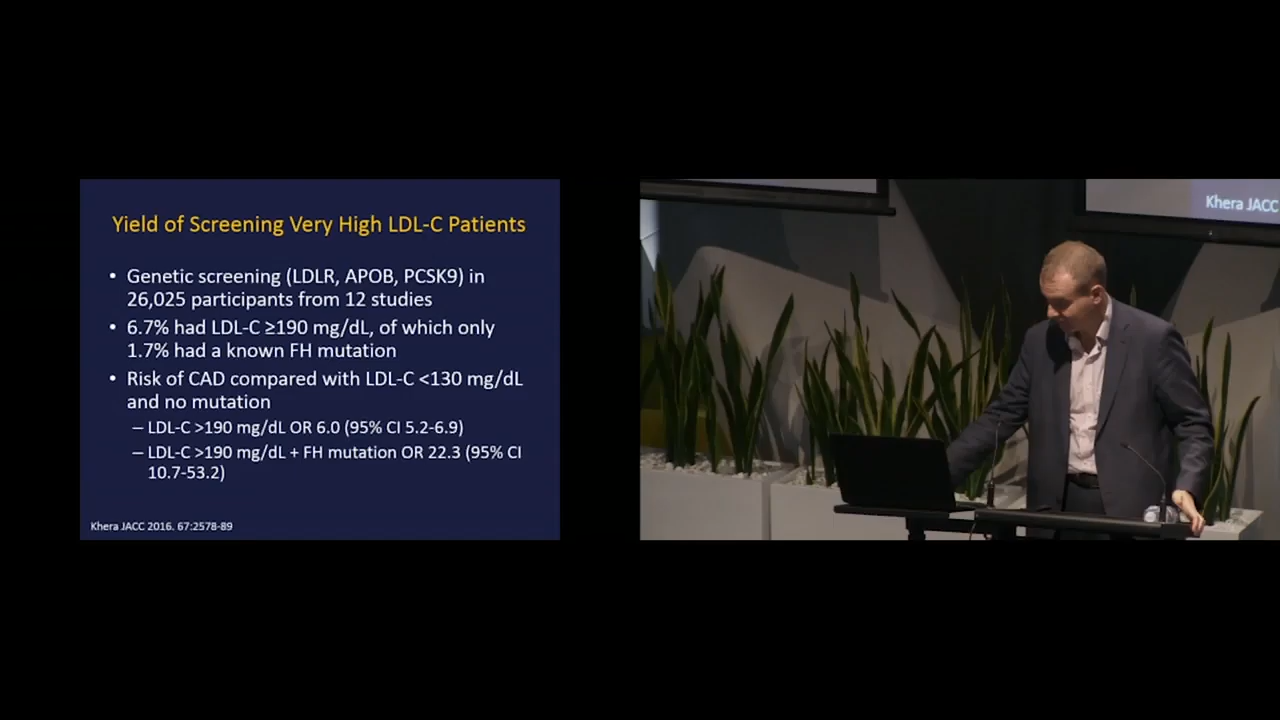 Yield of Screening Very High LDL-C Patients
• Genetic screening (LDLR, APOB, PCSK9) in
26,025 participants from 12 studies
• 6.7% had LDL-C ≥190 mg/dL, of which only
1.7% had a known FH mutation
• Risk of CAD compared with LDL-C <130 mg/dL
and no mutation
– LDL-C >190 mg/dL OR 6.0 (95% CI 5.2-6.9)
– LDL-C >190 mg/dL + FH mutation OR 22.3 (95% CI
10.7-53.2)
Khera JACC 2016. 67:2578-89
Khera JACC